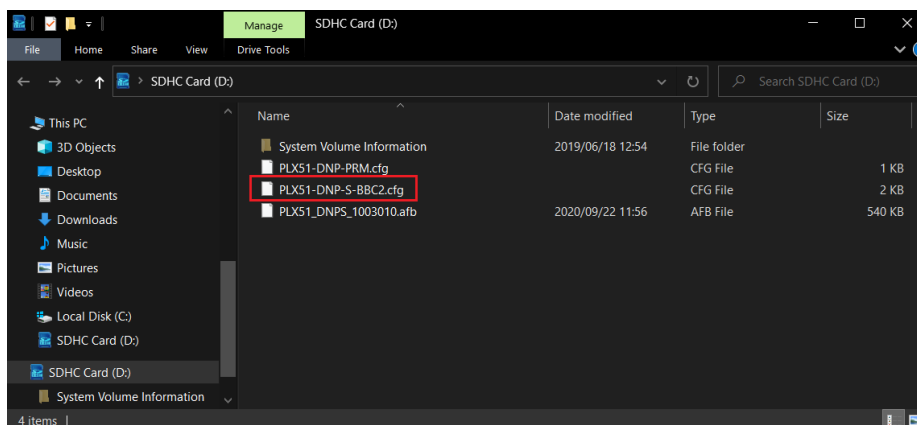 Manage SDHC Card (D:)
File Home Share View Drive Tools
SDHC Card (D:) Search SDHC Card (D:)
Name Date modified Type Size
This PC
3D Objects
Desktop
Documents
Downloads
Music
Pictures
Videos
Local Disk (C:)
SDHC Card (D:)
SDHC Card (D:)
System Volume Information
System Volume Information 2019/06/18 12:54 File folder
PLX51-DNP-PRM.cfg CFG File 1 KB
PLX51-DNP-S-BBC2.cfg CFG File 2 KB
PLX51_DNPS_1003010.afb 2020/09/22 11:56 AFB File 540 KB
4 items